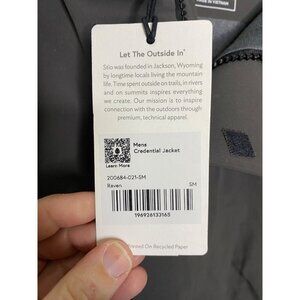 MADE IN VIETNAM
Let The Outside In®
Stio was founded in Jackson, Wyoming
by longtime locals living the mountain
life. Time spent outside on trails, in rivers
and on summits inspires everything
we create. Our mission is to inspire
connection with the outdoors through
premium, technical apparel.
Mens
Credential Jacket
Learn More
200684-021-SM
Raven SM
196926133165
Printed On Recycled Paper